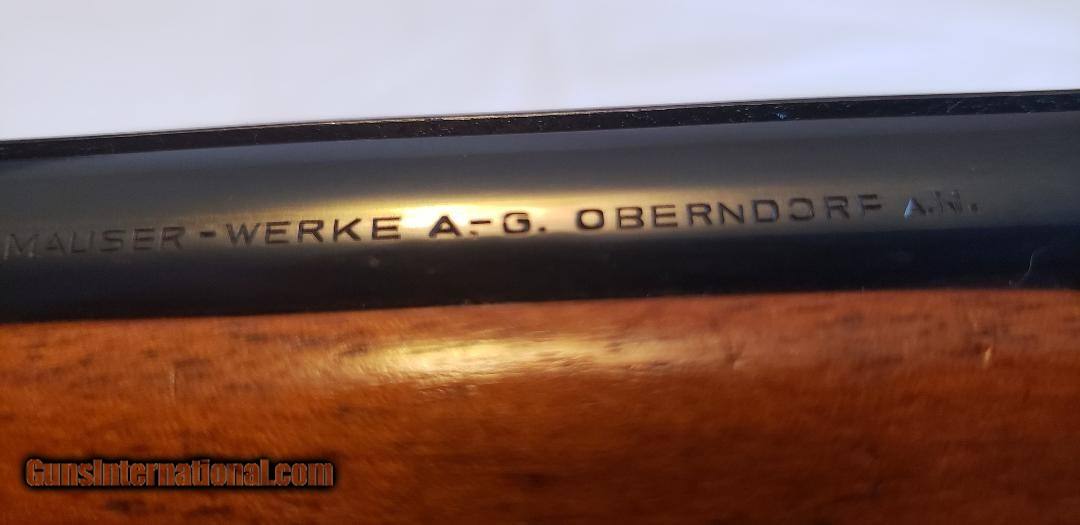 MAUSER-WERKE A.-G. OBERNDORF A.N.
GunsInternational.com